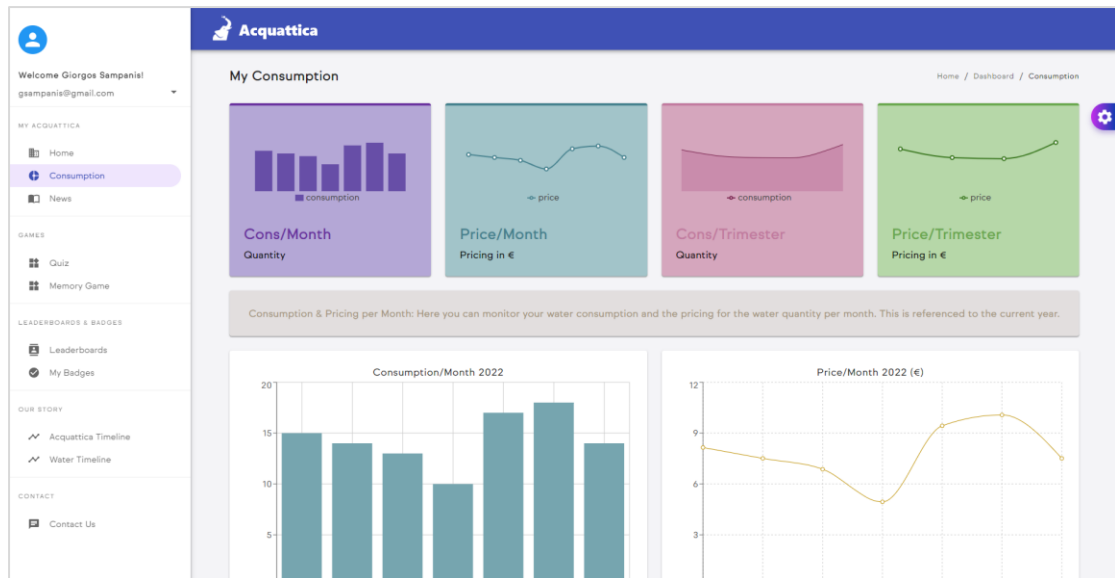 Acquattica
Welcome Giorgos Sampanis!
gsampanis@gmail.com
MY ACQUATTICA
Home
Consumption
News
GAMES
Quiz
Memory Game
LEADERBOARDS & BADGES
Leaderboards
My Badges
OUR STORY
Acquattica Timeline
Water Timeline
CONTACT
Contact Us
My Consumption
Home / Dashboard / Consumption
consumption
Cons/Month
Quantity
price
Price/Month
Pricing in €
consumption
Cons/Trimester
Quantity
price
Price/Trimester
Pricing in €
Consumption & Pricing per Month: Here you can monitor your water consumption and the pricing for the water quantity per month. This is referenced to the current year.
Consumption/Month 2022
20
15
10
5
Price/Month 2022 (€)
12
9
6
3